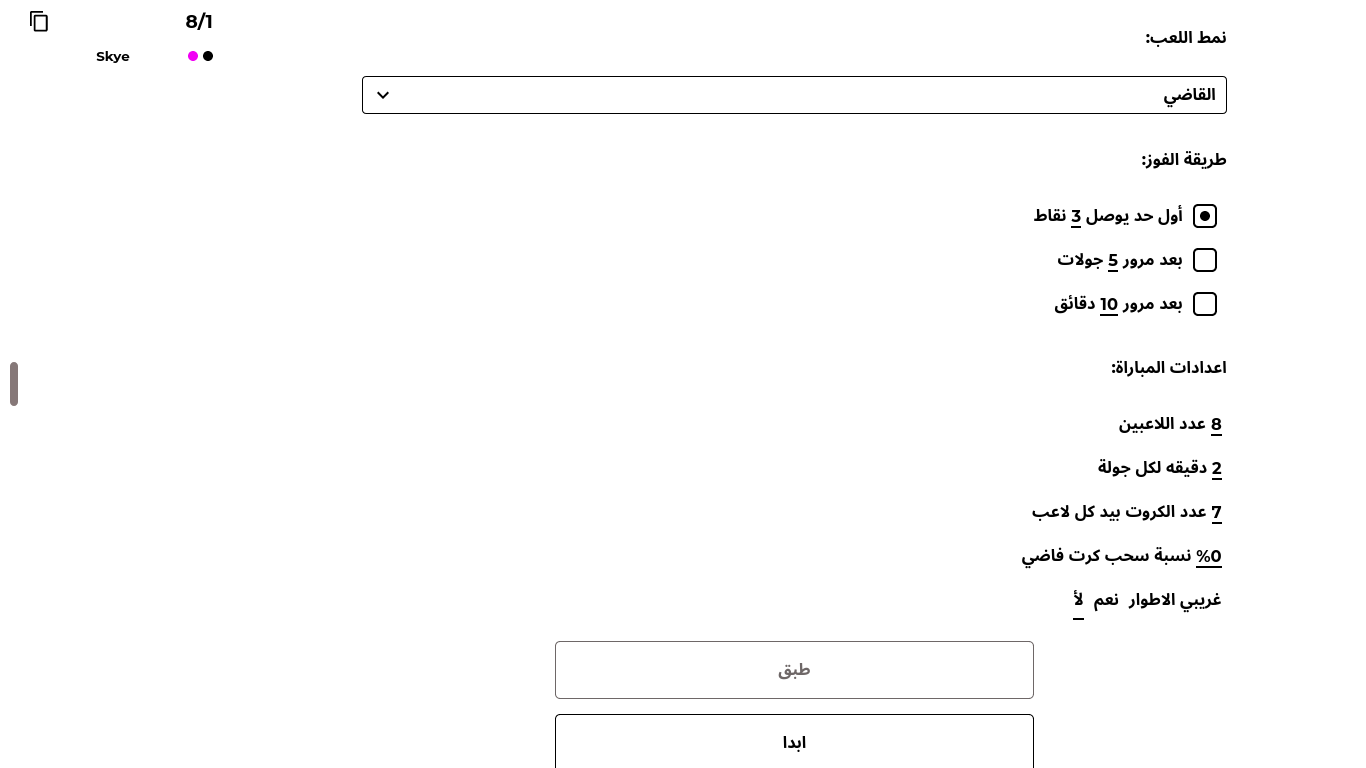 8/1
Skye
نمط اللعب:
القاضي
طريقة الفوز:
أول حد يوصل 3 نقاط
بعد مرور 5 جولات
بعد مرور 10 دقائق
اعدادات المباراة:
8 عدد اللاعبين
2 دقيقه لكل جولة
7 عدد الكروت بيد كل لاعب
%0 نسبة سحب كرت فاضي
غريبي الاطوار نعم لأ
طبق
ابدا